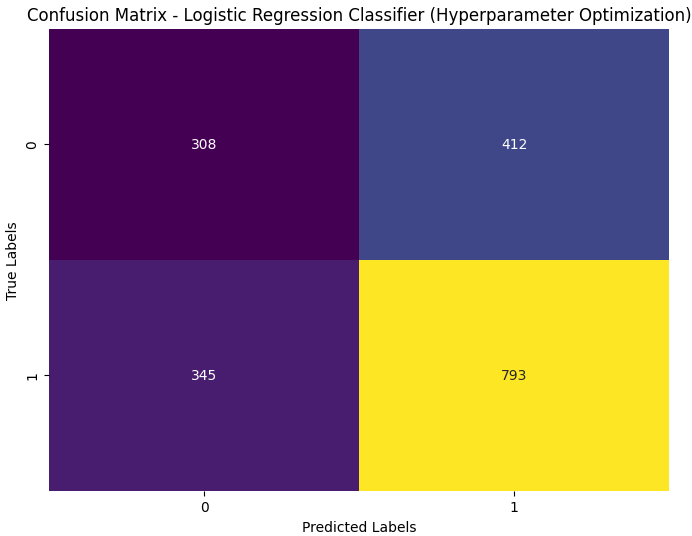 Confusion Matrix - Logistic Regression Classifier (Hyperparameter Optimization)
True Labels
0
308
412
1
345
793
0
1
Predicted Labels